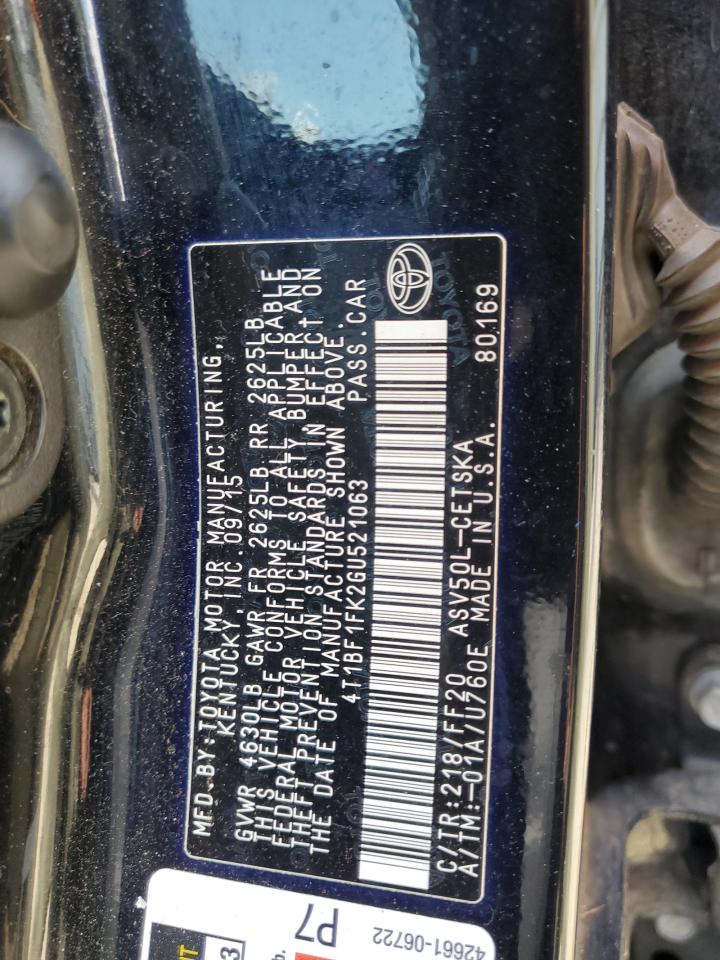 MFD.BY:TOYOTA MOTOR MANUFACTURING,
KENTUCKY,INC.09/15
GVWR 4630LB GAWR FR 2625LB RR 2625LB
THIS VEHICLE CONFORMS TO ALL APPLICABLE
FEDERAL MOTOR VEHICLE SAFETY, BUMPER, AND
THEFT PREVENTION STANDARDS IN EFFECT ON
THE DATE OF MANUFACTURE SHOWN ABOVE.
4T1BF1FK2GU521063 PASS.CAR
TOYOTA
C/TR:218/FF20 ASV50L-CETSKA
A/TM:-01A/U760E MADE IN U.S.A. 80169
P7
42661-06722
3